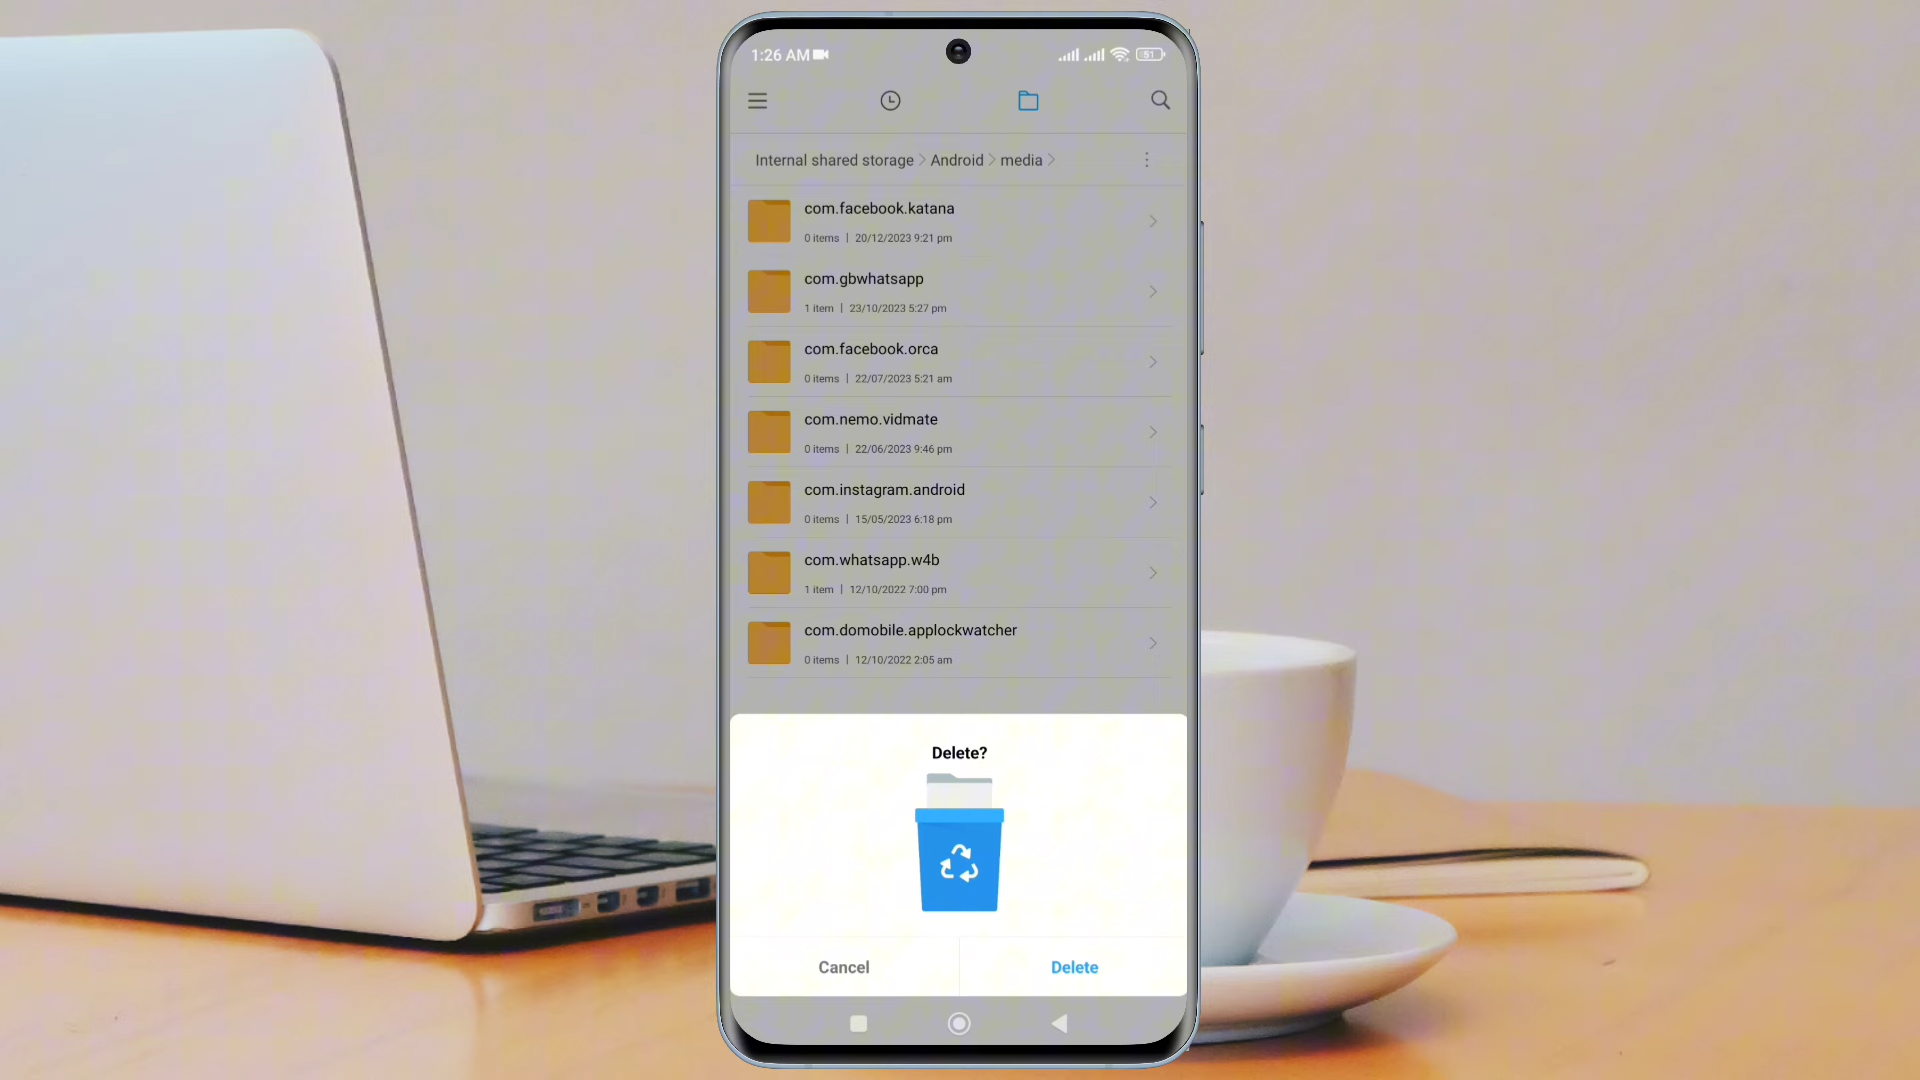 1:26 AM
51
Internal shared storage > Android > media >
com.facebook.katana
0 items | 20/12/2023 9:21 pm
com.gbwhatsapp
1 item | 23/10/2023 5:27 pm
com.facebook.orca
0 items | 22/07/2023 5:21 am
com.nemo.vidmate
0 items | 22/06/2023 9:46 pm
com.instagram.android
0 items | 15/05/2023 6:18 pm
com.whatsapp.w4b
1 item | 12/10/2022 7:00 pm
com.domobile.applockwatcher
0 items | 12/10/2022 2:05 am
Delete?
Cancel
Delete